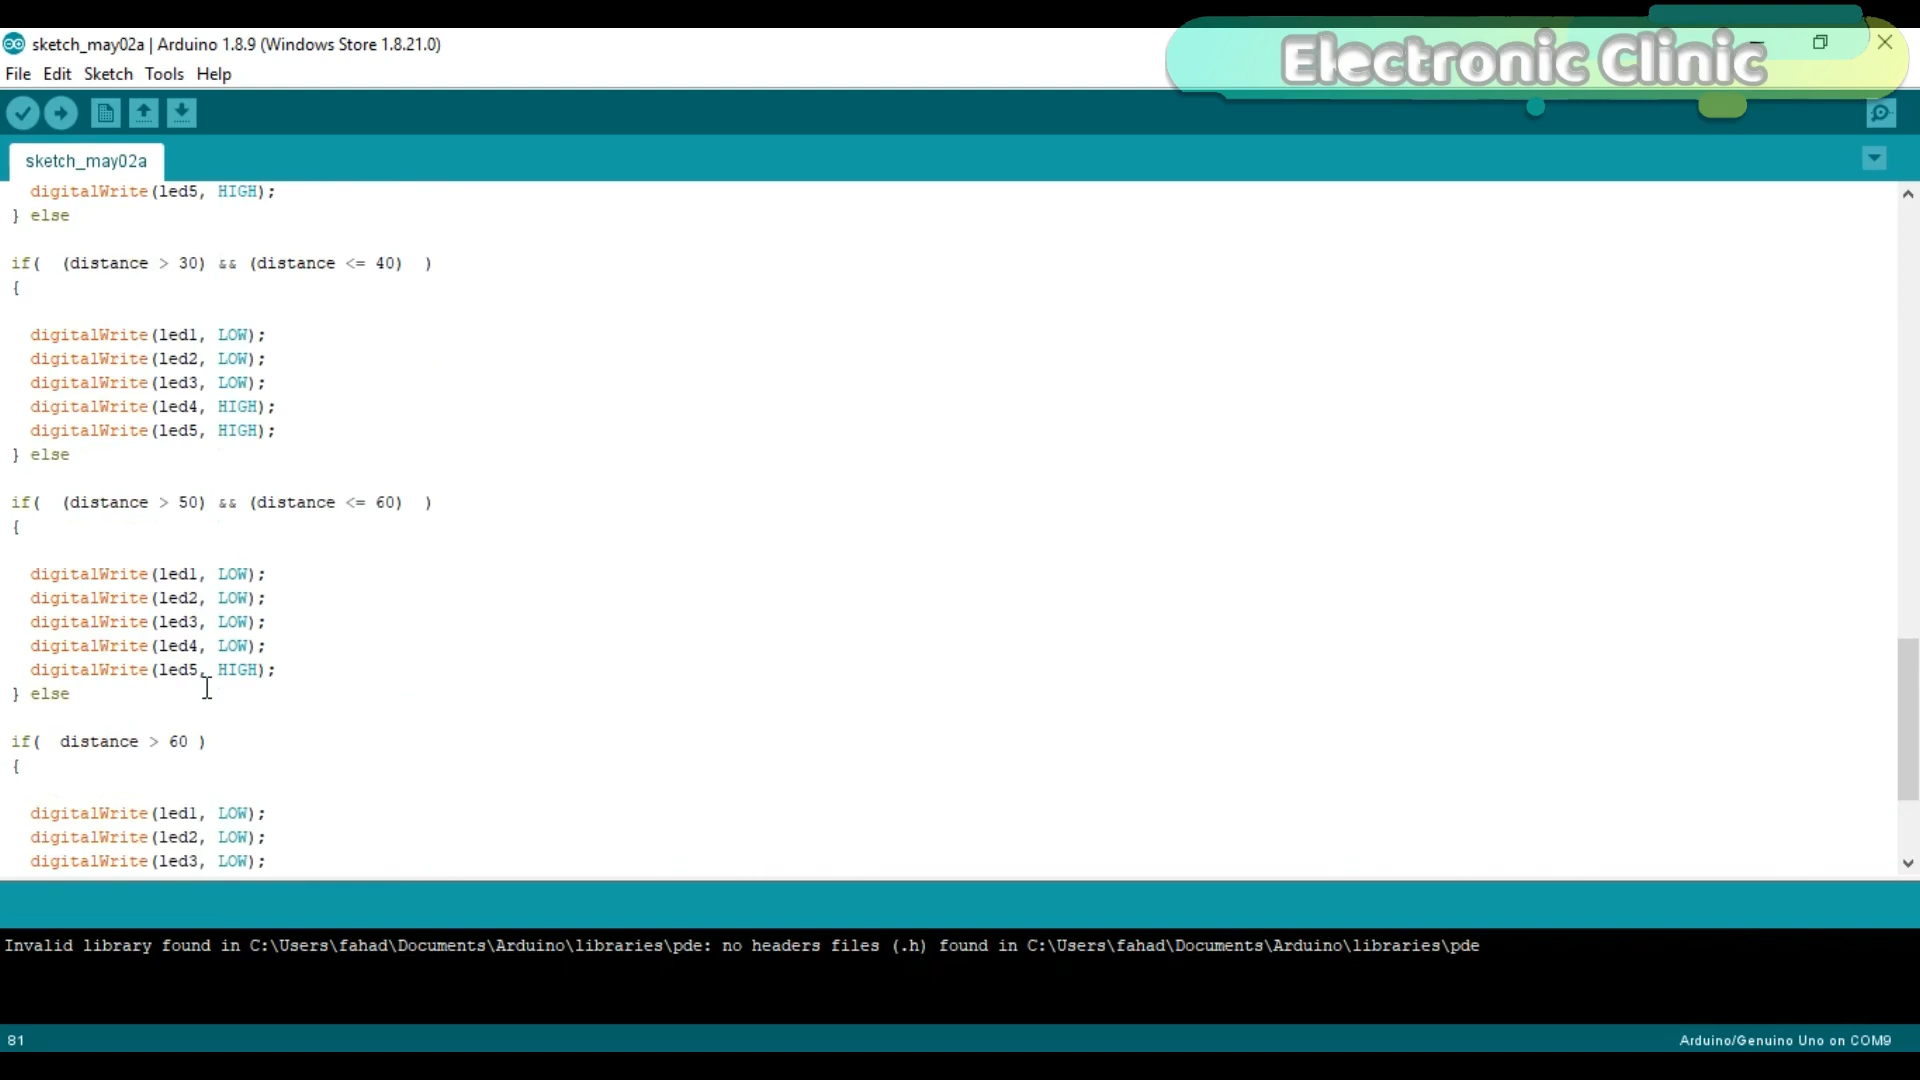 sketch_may02a | Arduino 1.8.9 (Windows Store 1.8.21.0)
Electronic Clinic
File Edit Sketch Tools Help
sketch_may02a
digitalWrite(led5, HIGH);
} else
if(  (distance > 30) && (distance <= 40)  )
{
digitalWrite(led1, LOW);
digitalWrite(led2, LOW);
digitalWrite(led3, LOW);
digitalWrite(led4, HIGH);
digitalWrite(led5, HIGH);
} else
if(  (distance > 50) && (distance <= 60)  )
{
digitalWrite(led1, LOW);
digitalWrite(led2, LOW);
digitalWrite(led3, LOW);
digitalWrite(led4, LOW);
digitalWrite(led5, HIGH);
} else
if(  distance > 60 )
{
digitalWrite(led1, LOW);
digitalWrite(led2, LOW);
digitalWrite(led3, LOW);
Invalid library found in C:\Users\fahad\Documents\Arduino\libraries\pde: no headers files (.h) found in C:\Users\fahad\Documents\Arduino\libraries\pde
81
Arduino/Genuino Uno on COM9